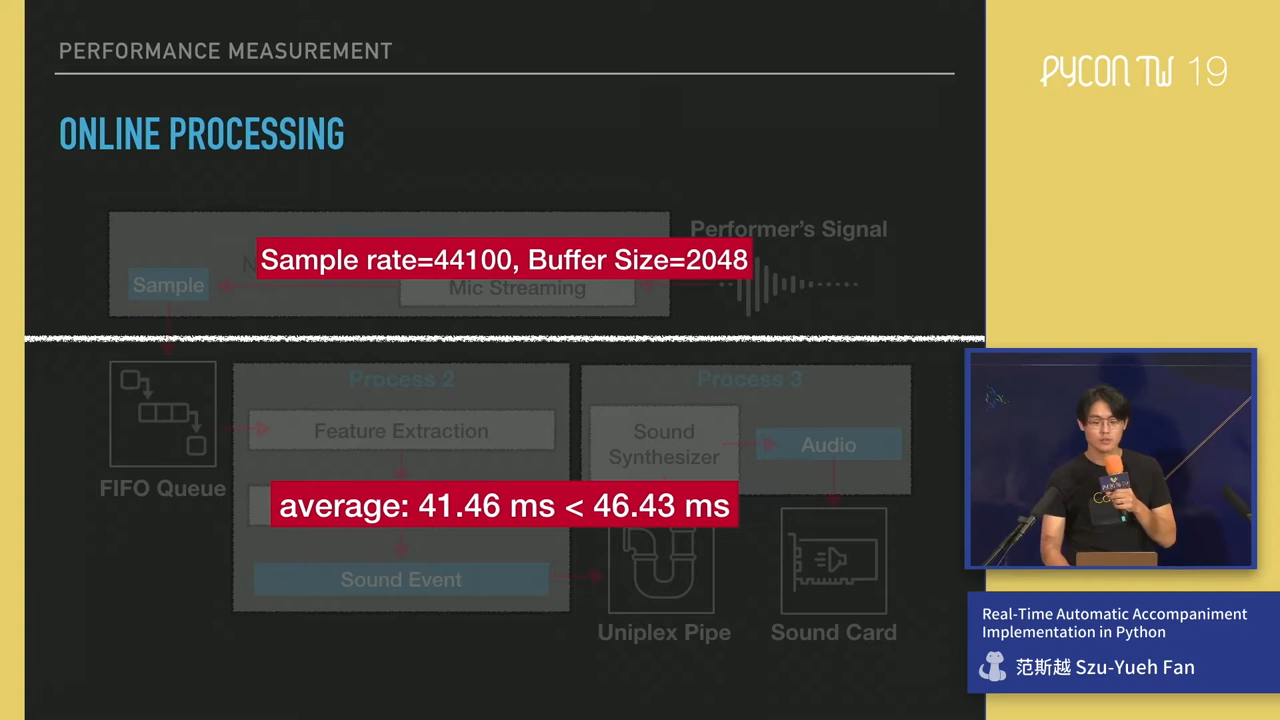 PERFORMANCE MEASUREMENT
PYCON TW 19
ONLINE PROCESSING
Performer's Signal
Sample rate=44100, Buffer Size=2048
Sample
Mic Streaming
Process 2
Process 3
Feature Extraction
Sound
Synthesizer
Audio
FIFO Queue
average: 41.46 ms < 46.43 ms
Sound Event
Uniplex Pipe
Sound Card
Real-Time Automatic Accompaniment
Implementation in Python
范斯越 Szu-Yueh Fan